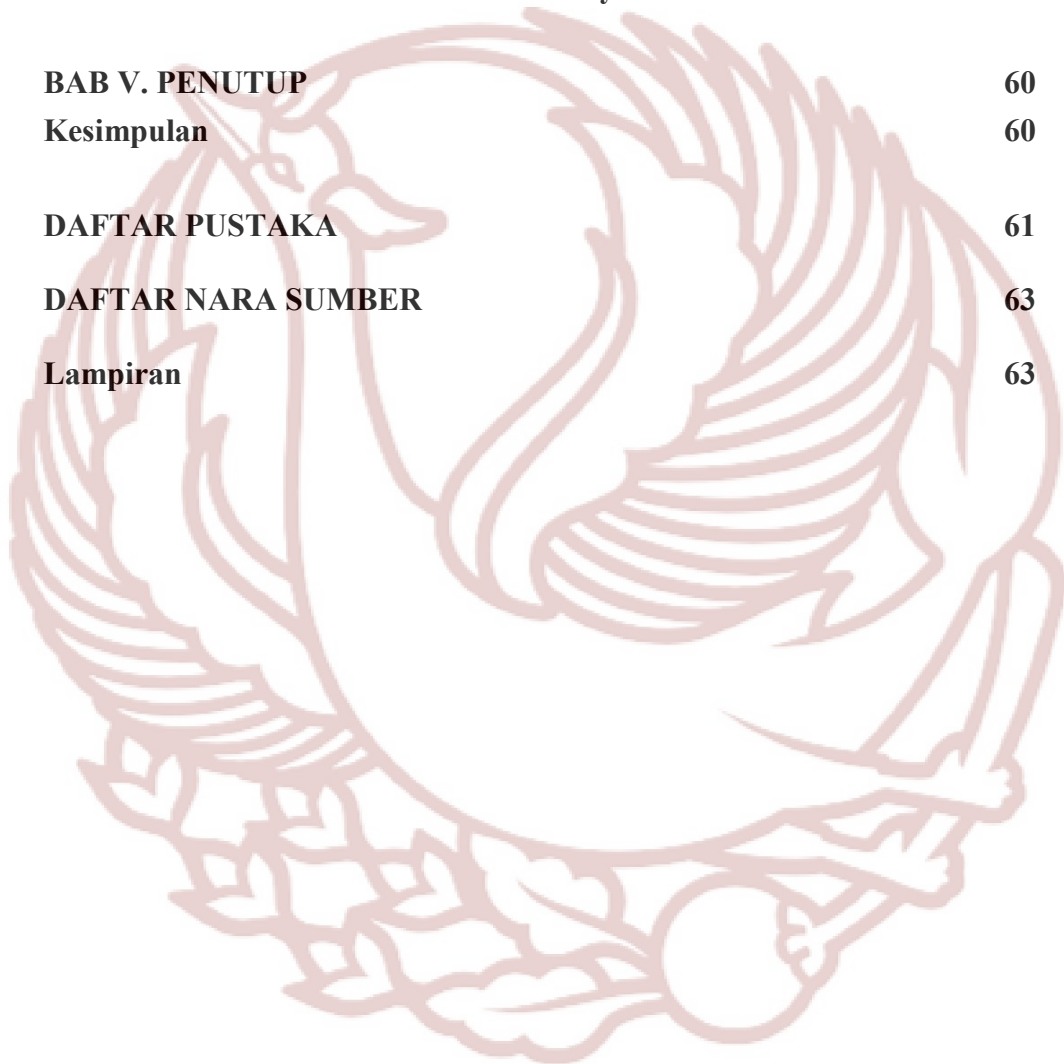 BAB V. PENUTUP 60
Kesimpulan 60
DAFTAR PUSTAKA 61
DAFTAR NARA SUMBER 63
Lampiran 63